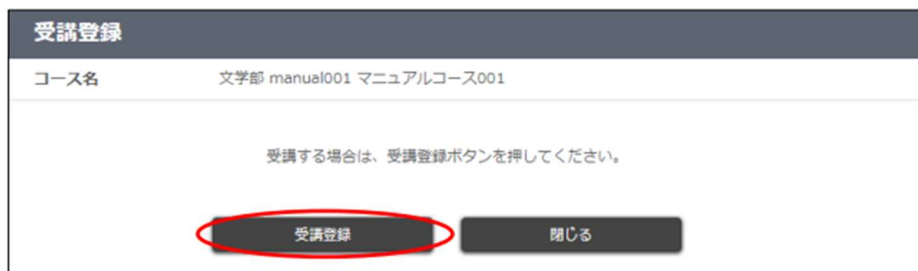 受講登録
コース名 文学部 manual001 マニュアルコース001
受講する場合は、受講登録ボタンを押してください。
受講登録 閉じる